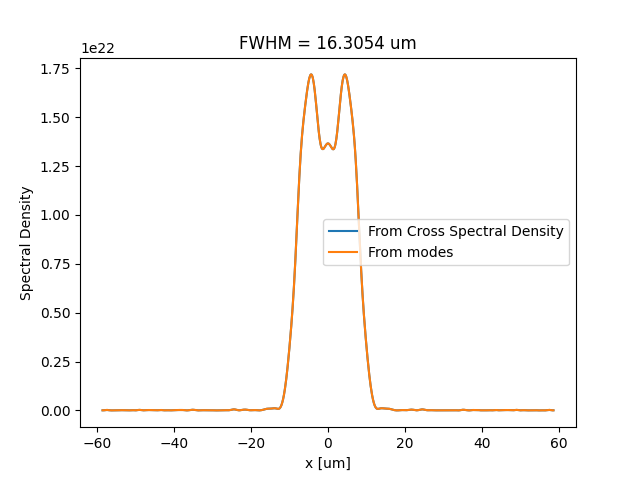 FWHM = 16.3054 um
1e22
1.75
1.50
1.25
1.00
0.75
0.50
0.25
0.00
Spectral Density
From Cross Spectral Density
From modes
−60
−40
−20
0
20
40
60
x [um]